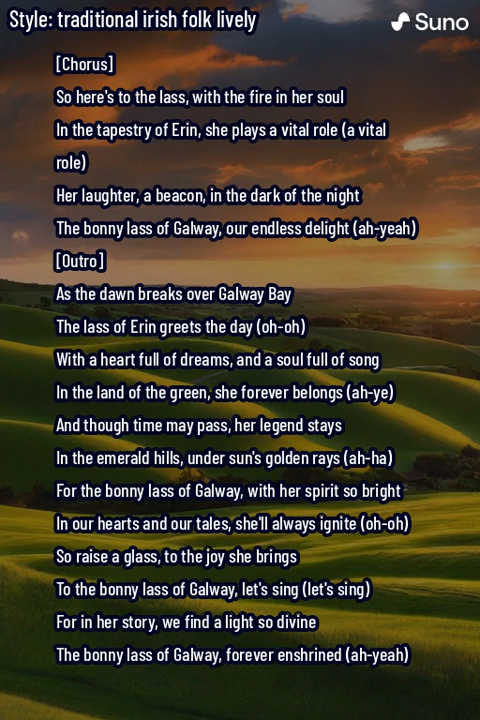 Style: traditional irish folk lively
Suno
[Chorus]
So here's to the lass, with the fire in her soul
In the tapestry of Erin, she plays a vital role (a vital
role)
Her laughter, a beacon, in the dark of the night
The bonny lass of Galway, our endless delight (ah-yeah)
[Outro]
As the dawn breaks over Galway Bay
The lass of Erin greets the day (oh-oh)
With a heart full of dreams, and a soul full of song
In the land of the green, she forever belongs (ah-ye)
And though time may pass, her legend stays
In the emerald hills, under sun's golden rays (ah-ha)
For the bonny lass of Galway, with her spirit so bright
In our hearts and our tales, she'll always ignite (oh-oh)
So raise a glass, to the joy she brings
To the bonny lass of Galway, let's sing (let's sing)
For in her story, we find a light so divine
The bonny lass of Galway, forever enshrined (ah-yeah)